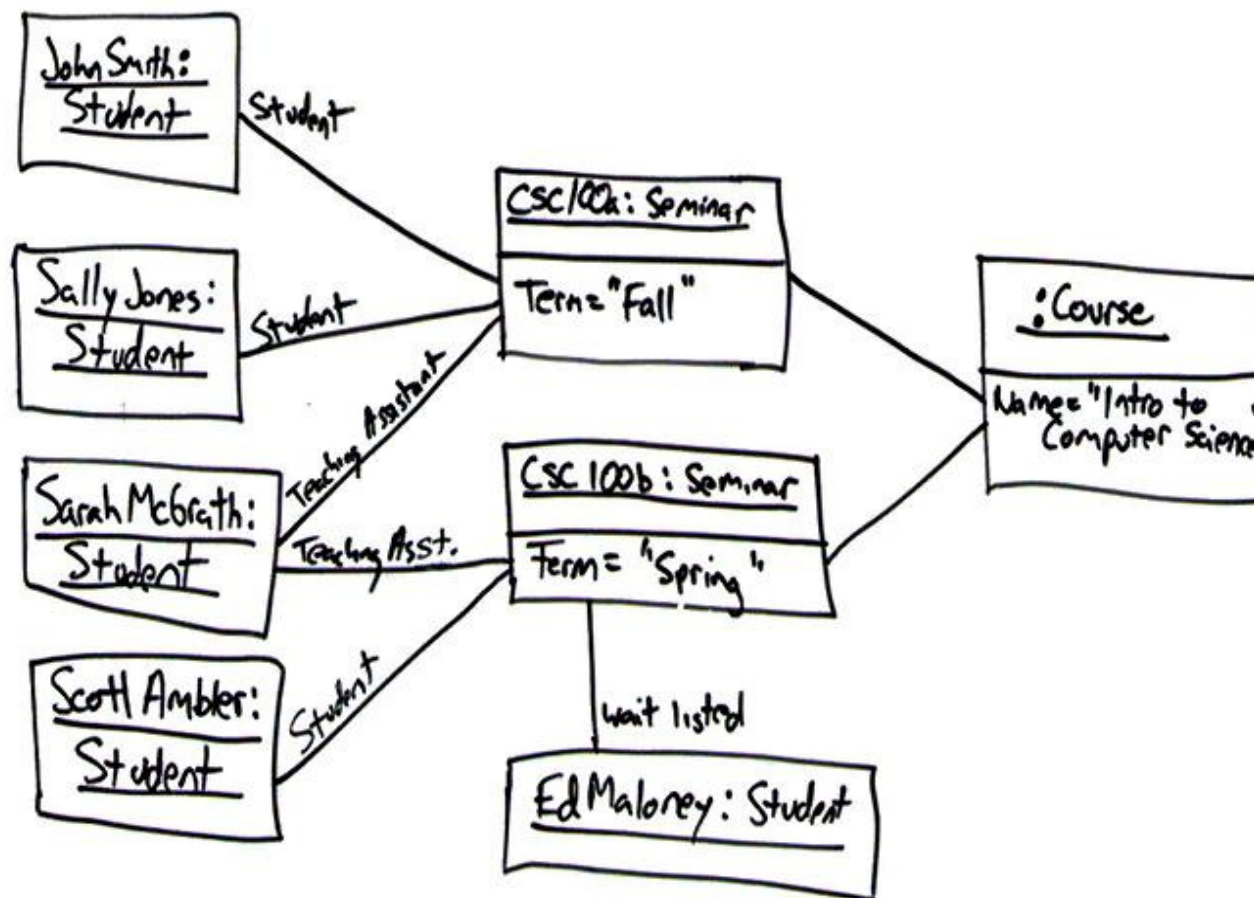 John Smith:
Student
Student
Sally Jones:
Student
Student
Sarah McGrath:
Student
Teaching Assistant
Teaching Asst.
Scott Ambler:
Student
Student
CSC100a: Seminar
Term="Fall"
CSC 100b: Seminar
Term= "Spring"
wait listed
Ed Maloney: Student
:Course
Name="Intro to
Computer Science